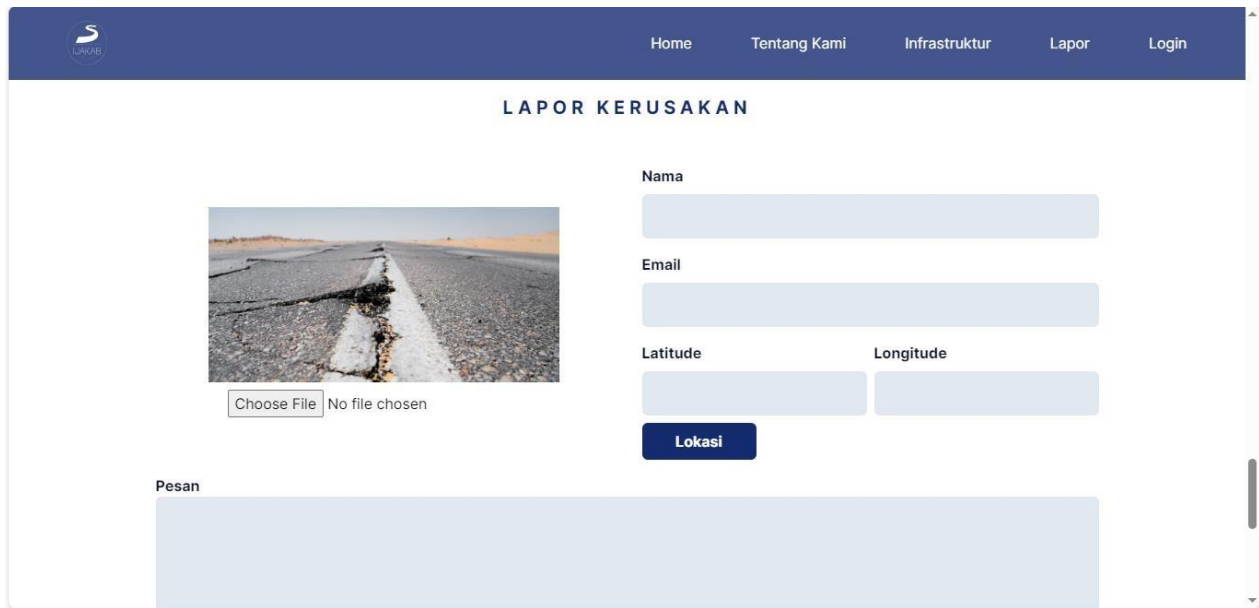 IJAKAB
Home Tentang Kami Infrastruktur Lapor Login
LAPOR KERUSAKAN
Nama
Email
Latitude Longitude
Choose File No file chosen
Lokasi
Pesan